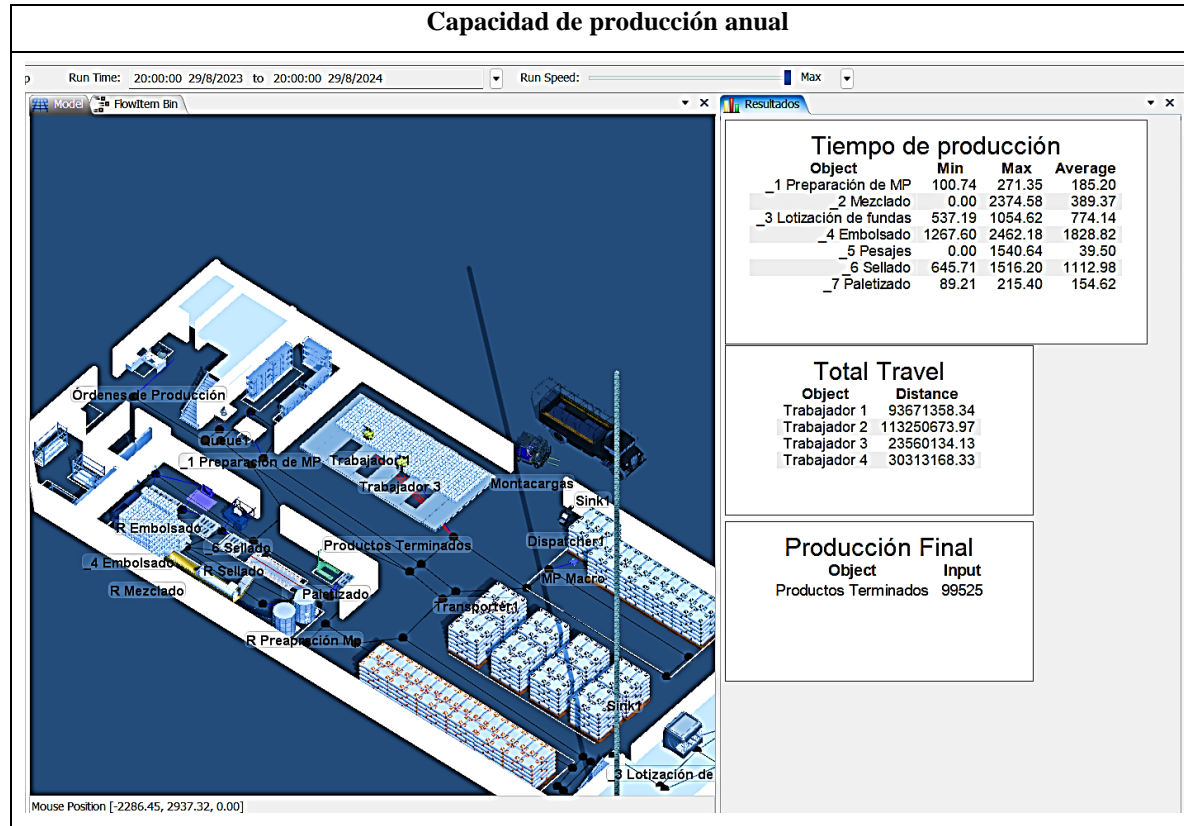 Capacidad de producción anual
p Run Time: 20:00:00 29/8/2023 to 20:00:00 29/8/2024 Run Speed: Max
Model FlowItem Bin
Resultados
Tiempo de producción
Object Min Max Average
_1 Preparación de MP 100.74 271.35 185.20
_2 Mezclado 0.00 2374.58 389.37
_3 Lotización de fundas 537.19 1054.62 774.14
_4 Embolsado 1267.60 2462.18 1828.82
_5 Pesajes 0.00 1540.64 39.50
_6 Sellado 645.71 1516.20 1112.98
_7 Paletizado 89.21 215.40 154.62
Total Travel
Object Distance
Trabajador 1 93671358.34
Trabajador 2 113250673.97
Trabajador 3 23560134.13
Trabajador 4 30313168.33
Producción Final
Object Input
Productos Terminados 99525
Órdenes de Producción
Queue1
_1 Preparación de MP
Trabajador 1
Trabajador 3
Montacargas
Sink1
R Embolsado
_6 Sellado
Productos Terminados
Dispatcher1
_4 Embolsado
R Sellado
MP Macro
R Mezclado
Paletizado
Transporter1
R Preapración Mp
Sink1
_3 Lotización de
Mouse Position [-2286.45, 2937.32, 0.00]